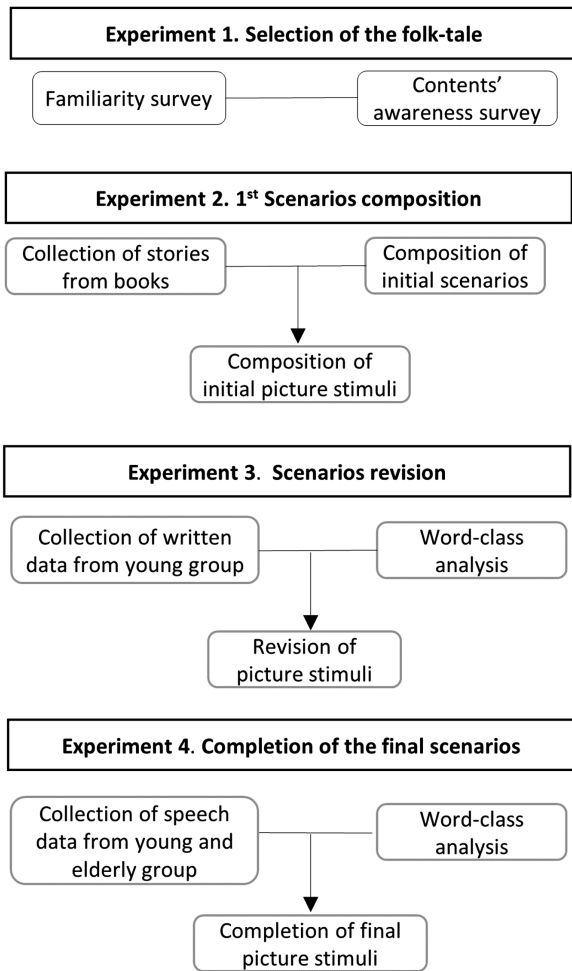 Experiment 1. Selection of the folk-tale
Familiarity survey
Contents’
awareness survey
Experiment 2. 1st Scenarios composition
Collection of stories
from books
Composition of
initial scenarios
Composition of
initial picture stimuli
Experiment 3.  Scenarios revision
Collection of written
data from young group
Word-class
analysis
Revision of
picture stimuli
Experiment 4. Completion of the final scenarios
Collection of speech
data from young and
elderly group
Word-class
analysis
Completion of final
picture stimuli